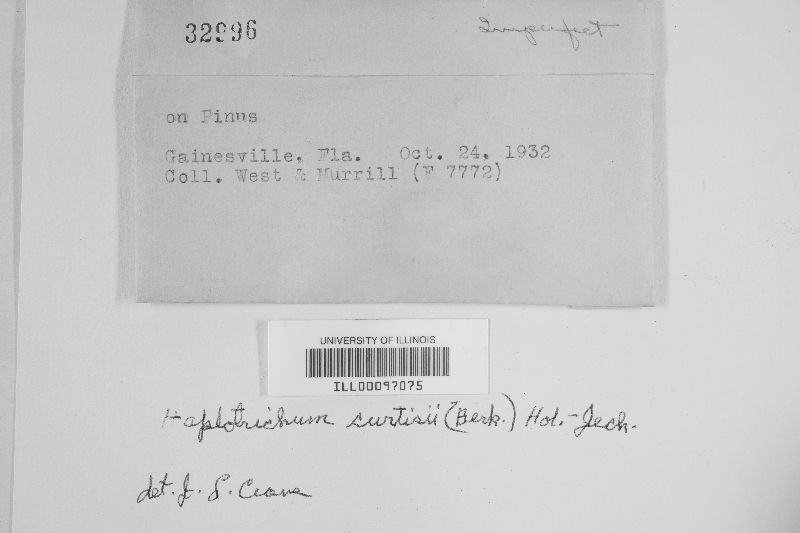 32996
Imperfect
on Pinus
Gainesville, Fla. Oct. 24, 1932
Coll. West & Murrill (F 7772)
UNIVERSITY OF ILLINOIS
ILL00097075
Haplotrichum curtisii (Berk.) Hol.-Jech.
det. J. L. Crane